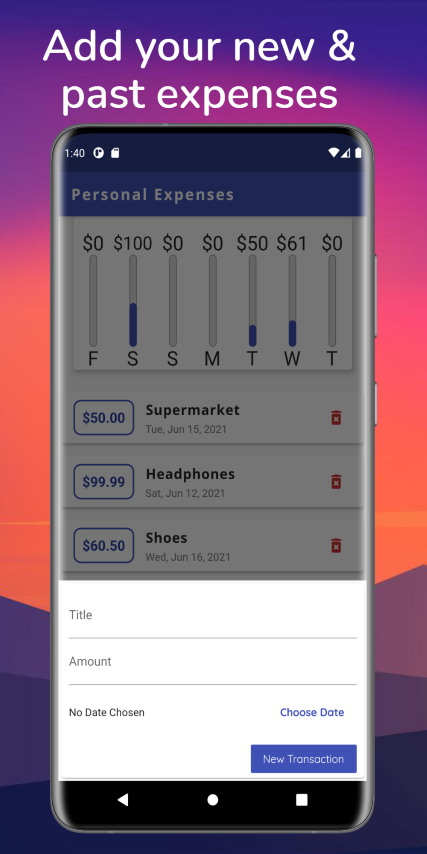 Add your new &
past expenses
1:40
Personal Expenses
$0 $100 $0 $0 $50 $61 $0
F S S M T W T
$50.00 Supermarket
Tue, Jun 15, 2021
$99.99 Headphones
Sat, Jun 12, 2021
$60.50 Shoes
Wed, Jun 16, 2021
Title
Amount
No Date Chosen Choose Date
New Transaction